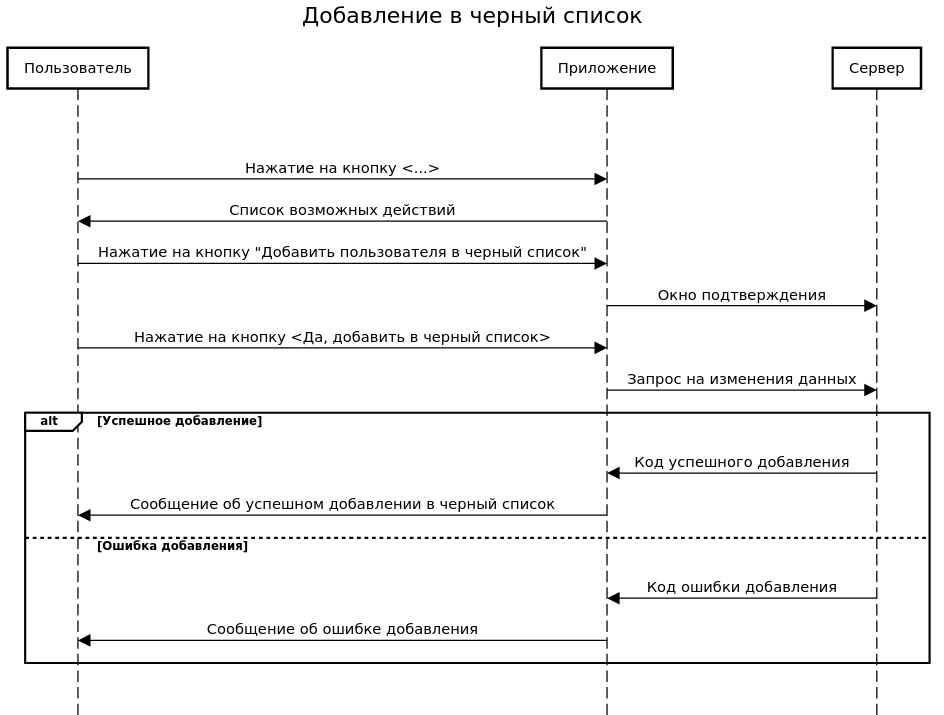 Добавление в черный список
Пользователь
Приложение
Сервер
Нажатие на кнопку <...>
Список возможных действий
Нажатие на кнопку "Добавить пользователя в черный список"
Окно подтверждения
Нажатие на кнопку <Да, добавить в черный список>
Запрос на изменения данных
alt
[Успешное добавление]
Код успешного добавления
Сообщение об успешном добавлении в черный список
[Ошибка добавления]
Код ошибки добавления
Сообщение об ошибке добавления